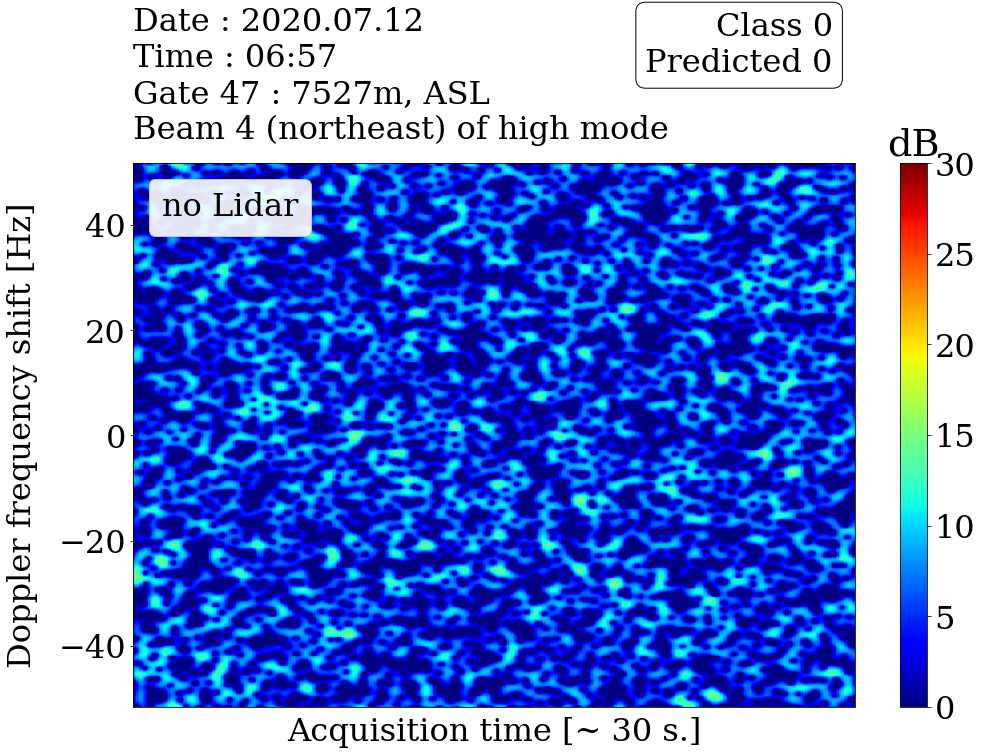 Date : 2020.07.12
Time : 06:57
Gate 47 : 7527m, ASL
Beam 4 (northeast) of high mode
Class 0
Predicted 0
dB
no Lidar
Doppler frequency shift [Hz]
40
20
0
−20
−40
30
25
20
15
10
5
0
Acquisition time [~ 30 s.]